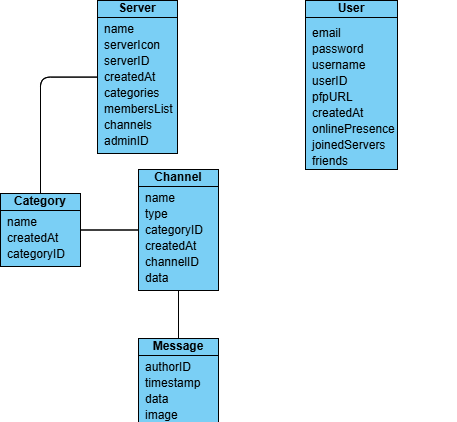 Server
name
serverIcon
serverID
createdAt
categories
membersList
channels
adminID
User
email
password
username
userID
pfpURL
createdAt
onlinePresence
joinedServers
friends
Category
name
createdAt
categoryID
Channel
name
type
categoryID
createdAt
channelID
data
Message
authorID
timestamp
data
image